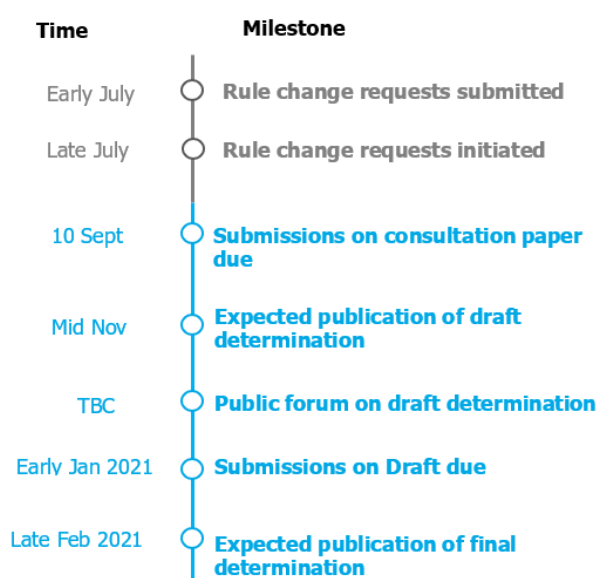 Time Milestone
Early July Rule change requests submitted
Late July Rule change requests initiated
10 Sept Submissions on consultation paper
due
Mid Nov Expected publication of draft
determination
TBC Public forum on draft determination
Early Jan 2021 Submissions on Draft due
Late Feb 2021 Expected publication of final
determination